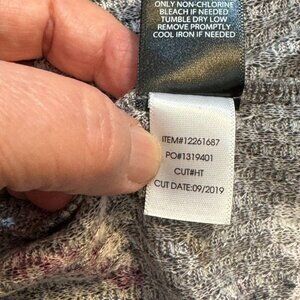 ONLY NON-CHLORINE
BLEACH IF NEEDED
TUMBLE DRY LOW
REMOVE PROMPTLY
COOL IRON IF NEEDED
ITEM#12261687
PO#1319401
CUT#HT
CUT DATE:09/2019